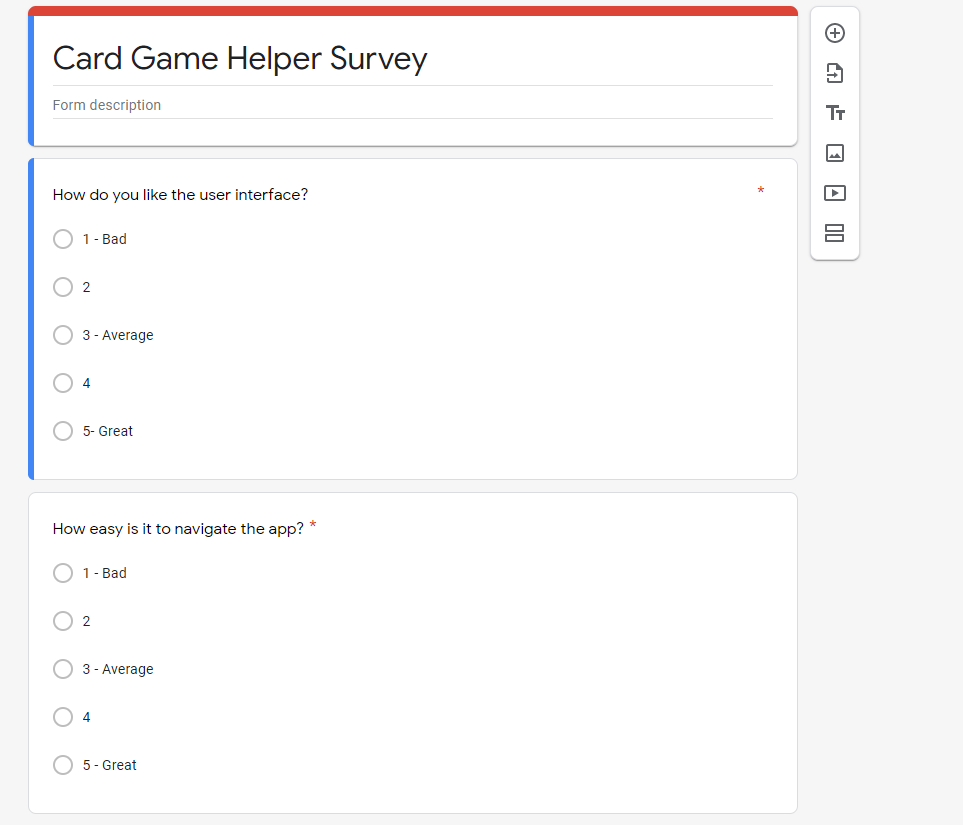 Card Game Helper Survey
Form description
How do you like the user interface? *
1 - Bad
2
3 - Average
4
5- Great
How easy is it to navigate the app? *
1 - Bad
2
3 - Average
4
5 - Great